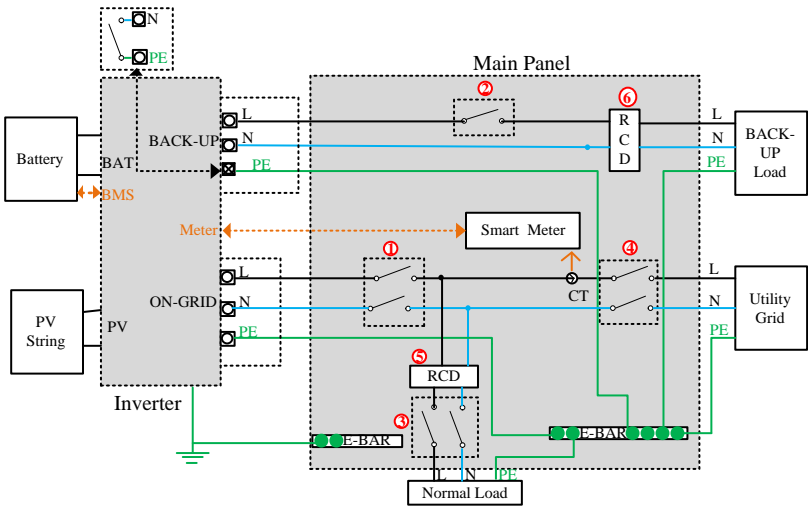 N
PE
Main Panel
②
⑥
L
L
R
C
D
BACK-UP
N
N
BACK-
UP
Load
Battery
BAT
PE
PE
BMS
Meter
Smart Meter
①
④
L
L
CT
ON-GRID
N
N
Utility
Grid
PV
String
PV
PE
PE
⑤
RCD
Inverter
③
E-BAR
E-BAR
L
N
PE
Normal Load